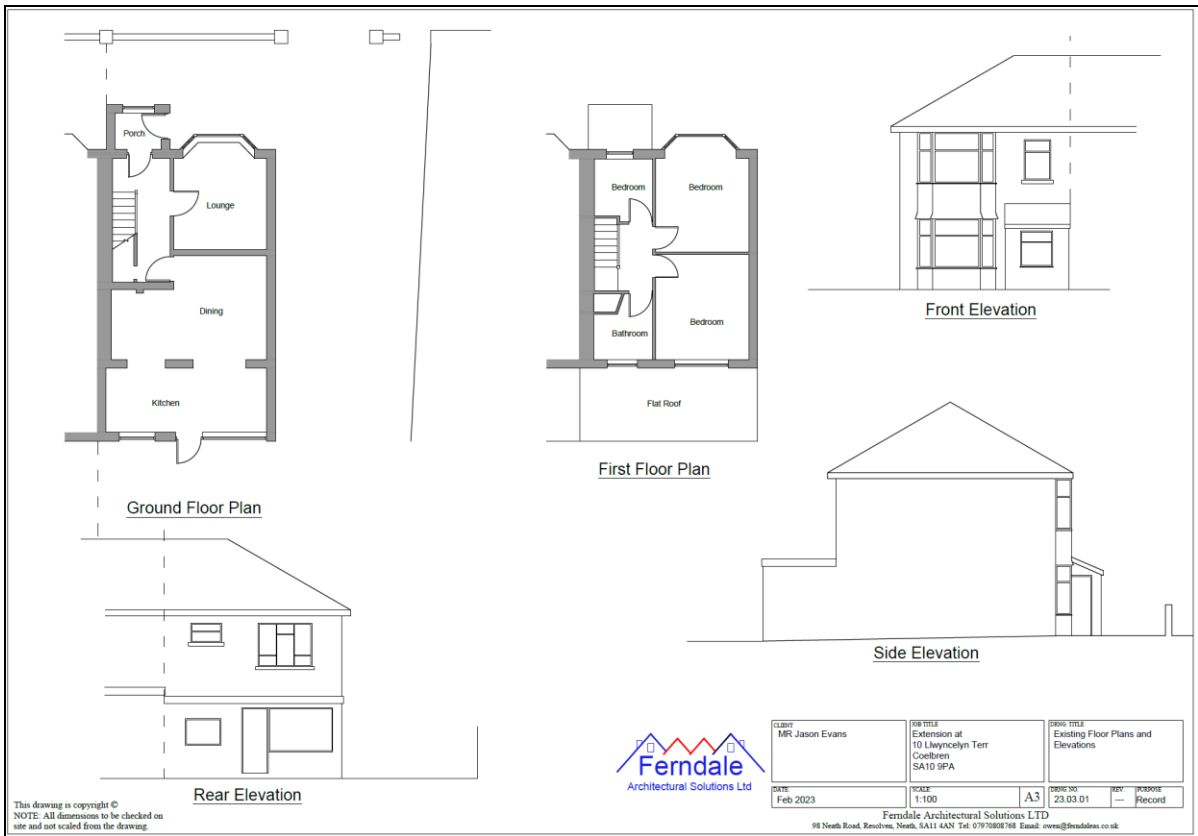 Porch
Lounge
Dining
Kitchen
Ground Floor Plan
Bedroom
Bedroom
Bedroom
Bathroom
Flat Roof
First Floor Plan
Front Elevation
Side Elevation
Rear Elevation
This drawing is copyright ©
NOTE: All dimensions to be checked on
site and not scaled from the drawing.
Ferndale
Architectural Solutions Ltd
CLIENT
MR Jason Evans
JOB TITLE
Extension at
10 Llwyncelyn Terr
Coelbren
SA10 9PA
DRNG. TITLE
Existing Floor Plans and
Elevations
DATE
Feb 2023
SCALE
1:100
A3
DRNG NO
23.03.01
REV.
---
PURPOSE
Record
Ferndale Architectural Solutions LTD
98 Neath Road, Resolven, Neath, SA11 4AN Tel: 07970808768 Email: owen@ferndaleas.co.uk